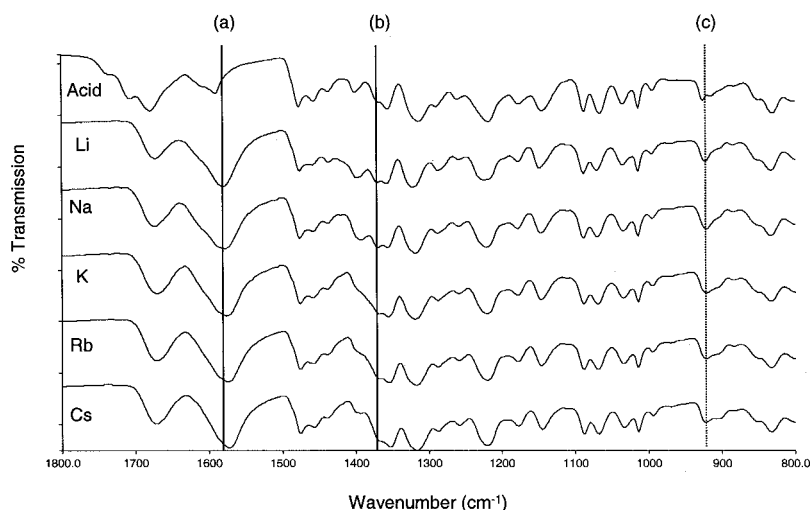 (a) (b) (c)
Acid
Li
Na
K
Rb
Cs
% Transmission
1800.0 1600 1500 1400 1300 1200 1100 1000 900 800.0
Wavenumber (cm-1)